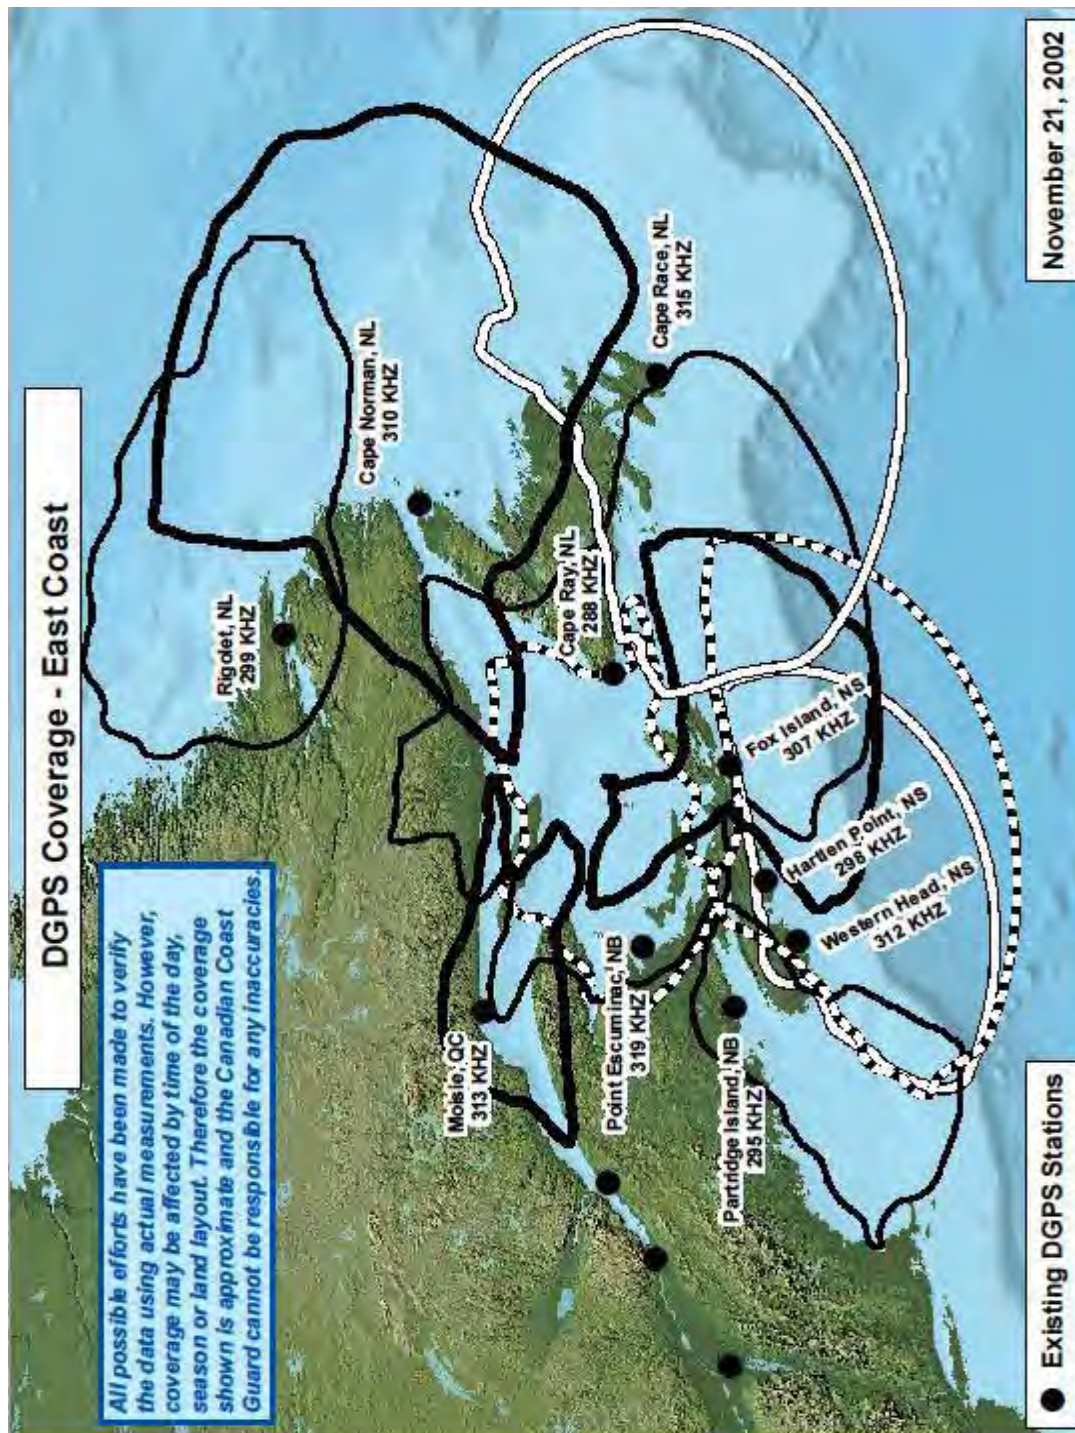 DGPS Coverage - East Coast
All possible efforts have been made to verify
the data using actual measurements. However,
coverage may be affected by time of the day,
season or land layout. Therefore the coverage
shown is approximate and the Canadian Coast
Guard cannot be responsible for any inaccuracies.
Rigolet, NL
299 KHZ
Cape Norman, NL
310 KHZ
Moisie, QC
313 KHZ
Cape Ray, NL
288 KHZ
Cape Race, NL
315 KHZ
Point Escuminac, NB
319 KHZ
Partridge Island, NB
295 KHZ
Fox Island, NS
307 KHZ
Hartlen Point, NS
298 KHZ
Western Head, NS
312 KHZ
Existing DGPS Stations
November 21, 2002